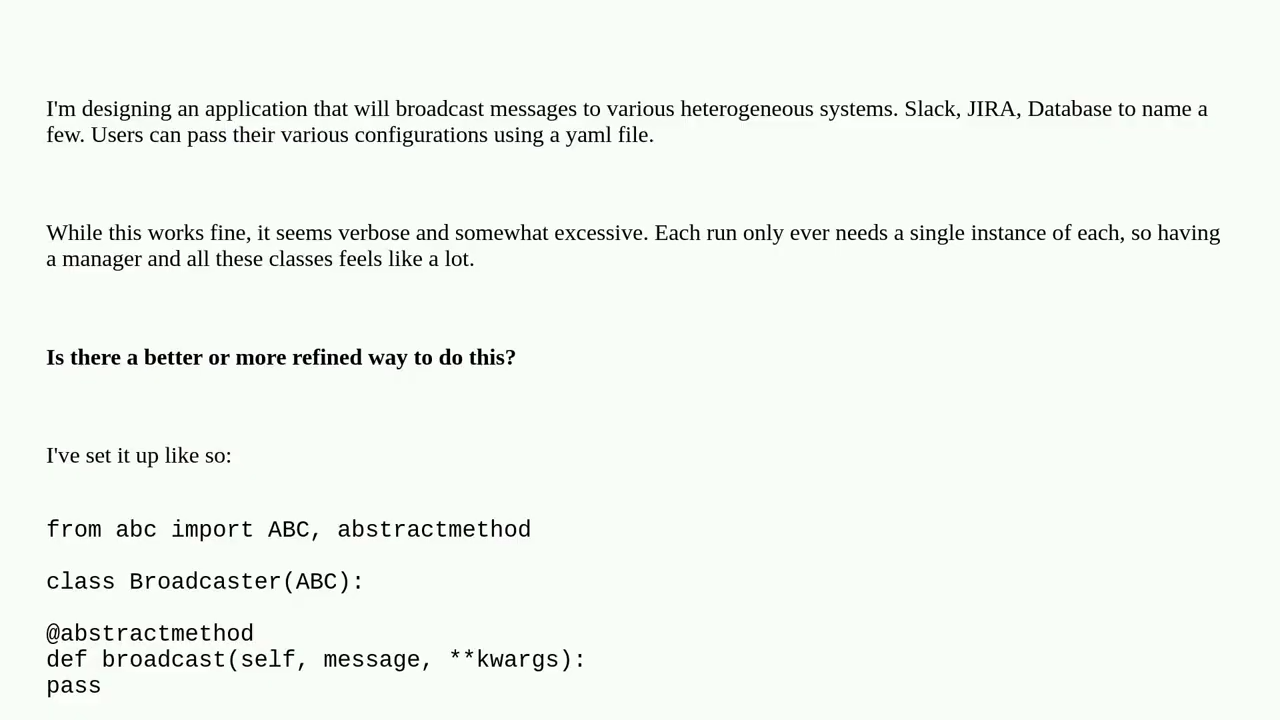 I'm designing an application that will broadcast messages to various heterogeneous systems. Slack, JIRA, Database to name a
few. Users can pass their various configurations using a yaml file.
While this works fine, it seems verbose and somewhat excessive. Each run only ever needs a single instance of each, so having
a manager and all these classes feels like a lot.
Is there a better or more refined way to do this?
I've set it up like so:
from abc import ABC, abstractmethod
class Broadcaster(ABC):
@abstractmethod
def broadcast(self, message, **kwargs):
pass